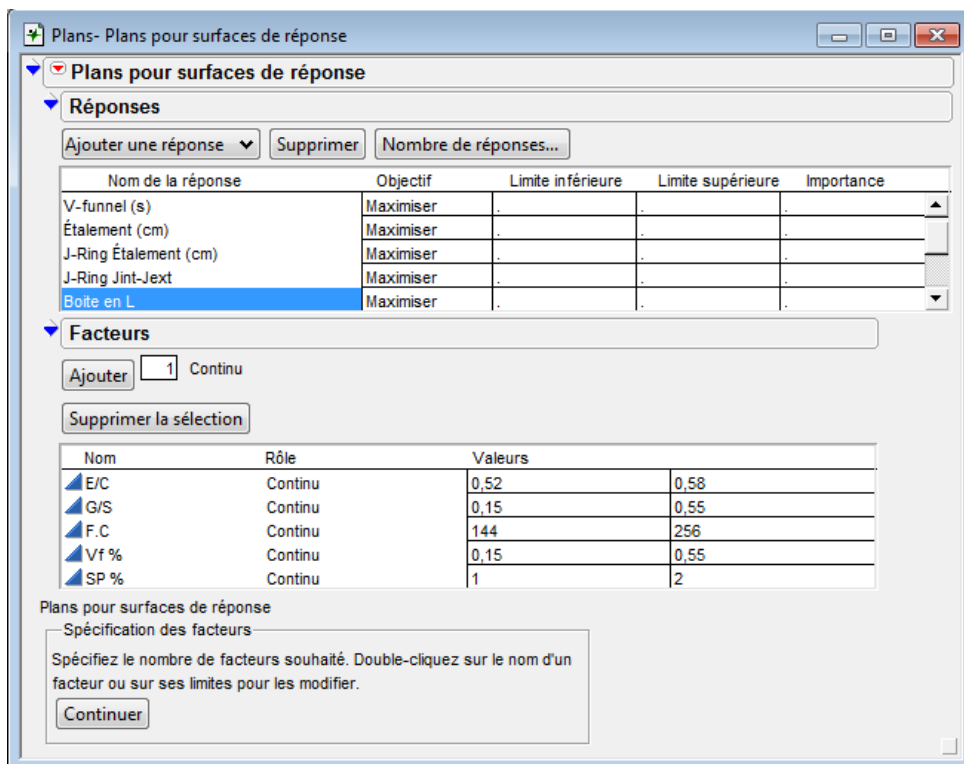 Plans- Plans pour surfaces de réponse
Plans pour surfaces de réponse
Réponses
Ajouter une réponse Supprimer Nombre de réponses...
Nom de la réponse Objectif Limite inférieure Limite supérieure Importance
V-funnel (s) Maximiser . . .
Étalement (cm) Maximiser . . .
J-Ring Étalement (cm) Maximiser . . .
J-Ring Jint-Jext Maximiser . . .
Boite en L Maximiser . . .
Facteurs
Ajouter 1 Continu
Supprimer la sélection
Nom Rôle Valeurs
E/C Continu 0,52 0,58
G/S Continu 0,15 0,55
F.C Continu 144 256
Vf % Continu 0,15 0,55
SP % Continu 1 2
Plans pour surfaces de réponse
Spécification des facteurs
Spécifiez le nombre de facteurs souhaité. Double-cliquez sur le nom d'un
facteur ou sur ses limites pour les modifier.
Continuer